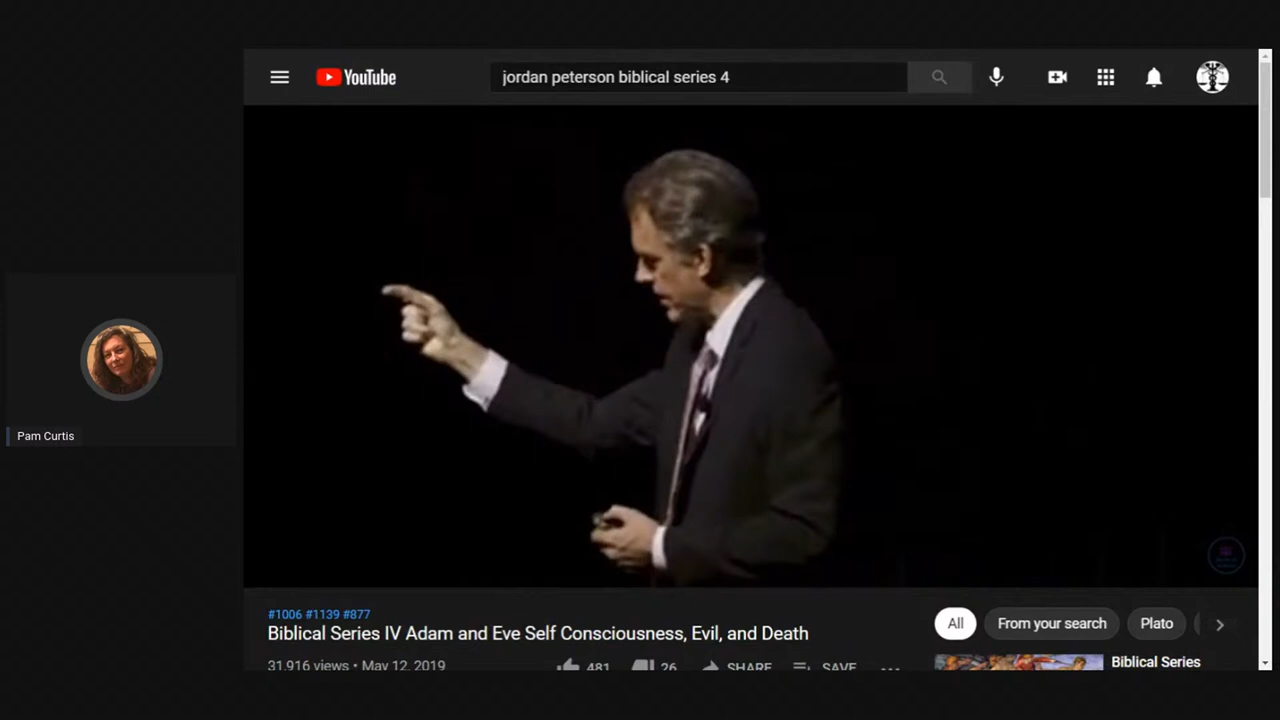 YouTube
jordan peterson biblical series 4
Pam Curtis
#1006 #1139 #877
Biblical Series IV Adam and Eve Self Consciousness, Evil, and Death
31,916 views • May 12, 2019
481
26
SHARE
SAVE
All
From your search
Plato
Biblical Series